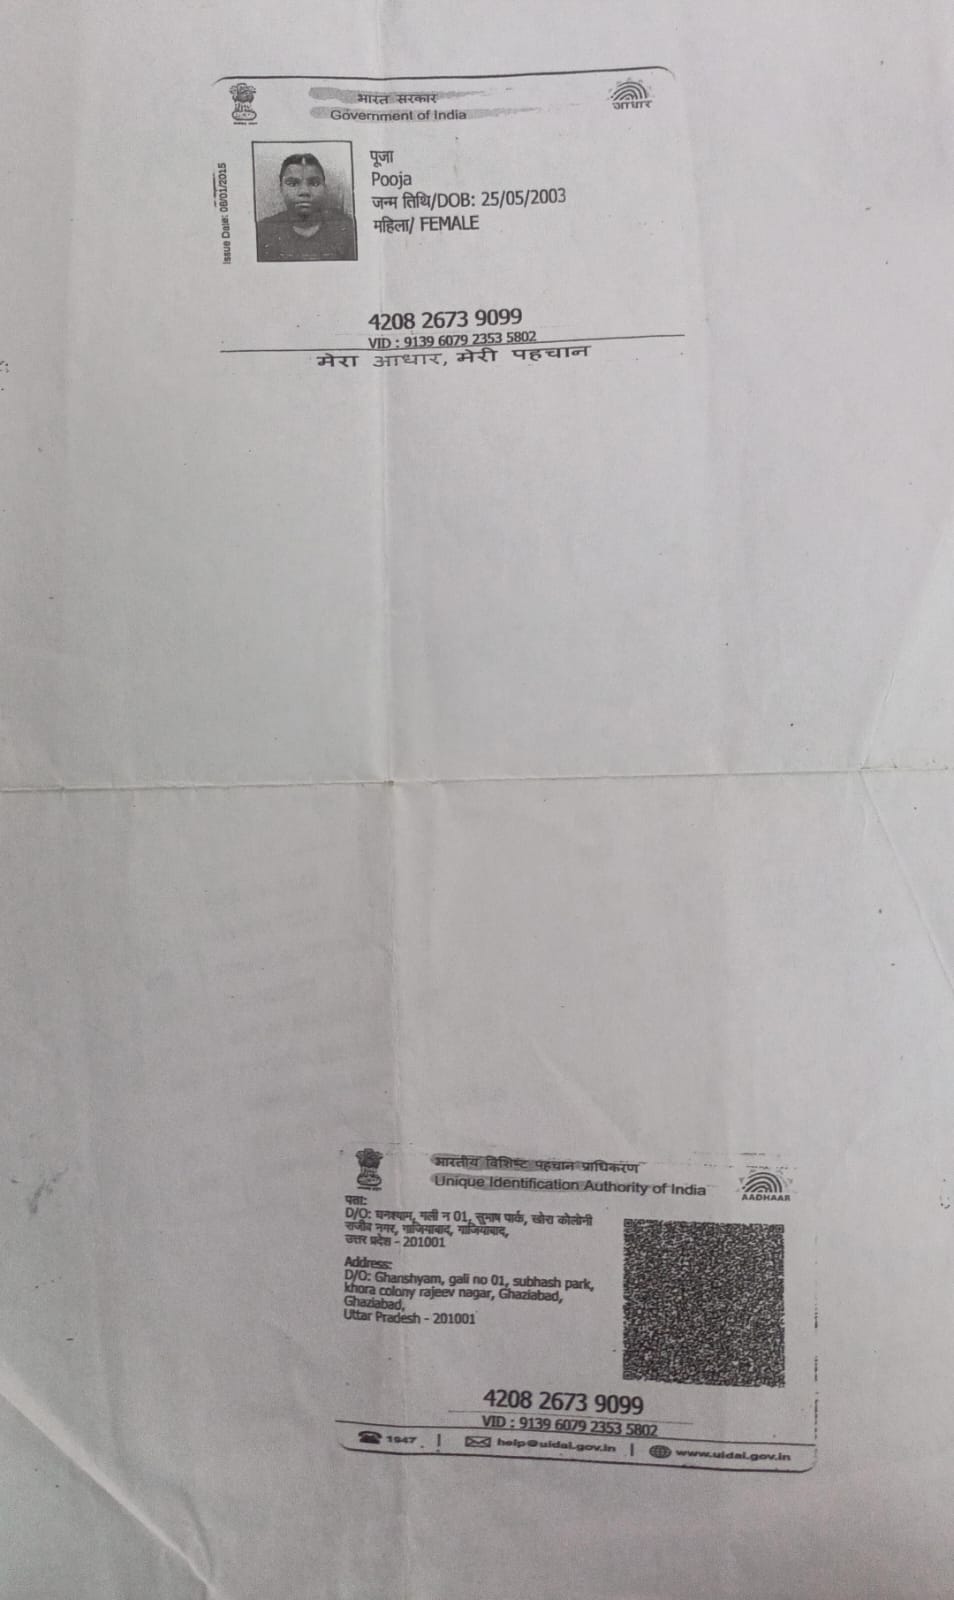 भारत सरकार
Government of India
आधार
Issue Date: 08/01/2015
पूजा
Pooja
जन्म तिथि/DOB: 25/05/2003
महिला/ FEMALE
4208 2673 9099
VID : 9139 6079 2353 5802
मेरा आधार, मेरी पहचान
भारतीय विशिष्ट पहचान प्राधिकरण
Unique Identification Authority of India
AADHAAR
पता:
D/O: घनश्याम, गली न 01, सुभाष पार्क, खोरा कोलोनी
राजीव नगर, गाजियाबाद, गाजियाबाद,
उत्तर प्रदेश - 201001
Address:
D/O: Ghanshyam, gali no 01, subhash park,
khora colony rajeev nagar, Ghaziabad,
Ghaziabad,
Uttar Pradesh - 201001
4208 2673 9099
VID : 9139 6079 2353 5802
1947 | help@uidai.gov.in | www.uidai.gov.in